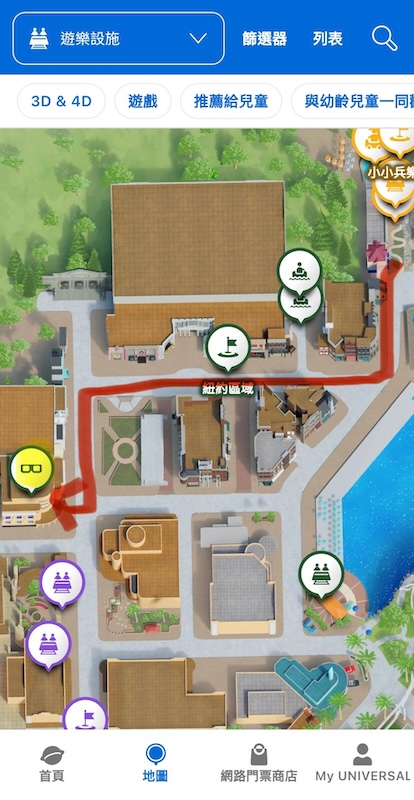 遊樂設施
篩選器
列表
3D & 4D
遊戲
推薦給兒童
與幼齡兒童一同
小小兵樂
紐約區域
首頁
地圖
網路門票商店
My UNIVERSAL